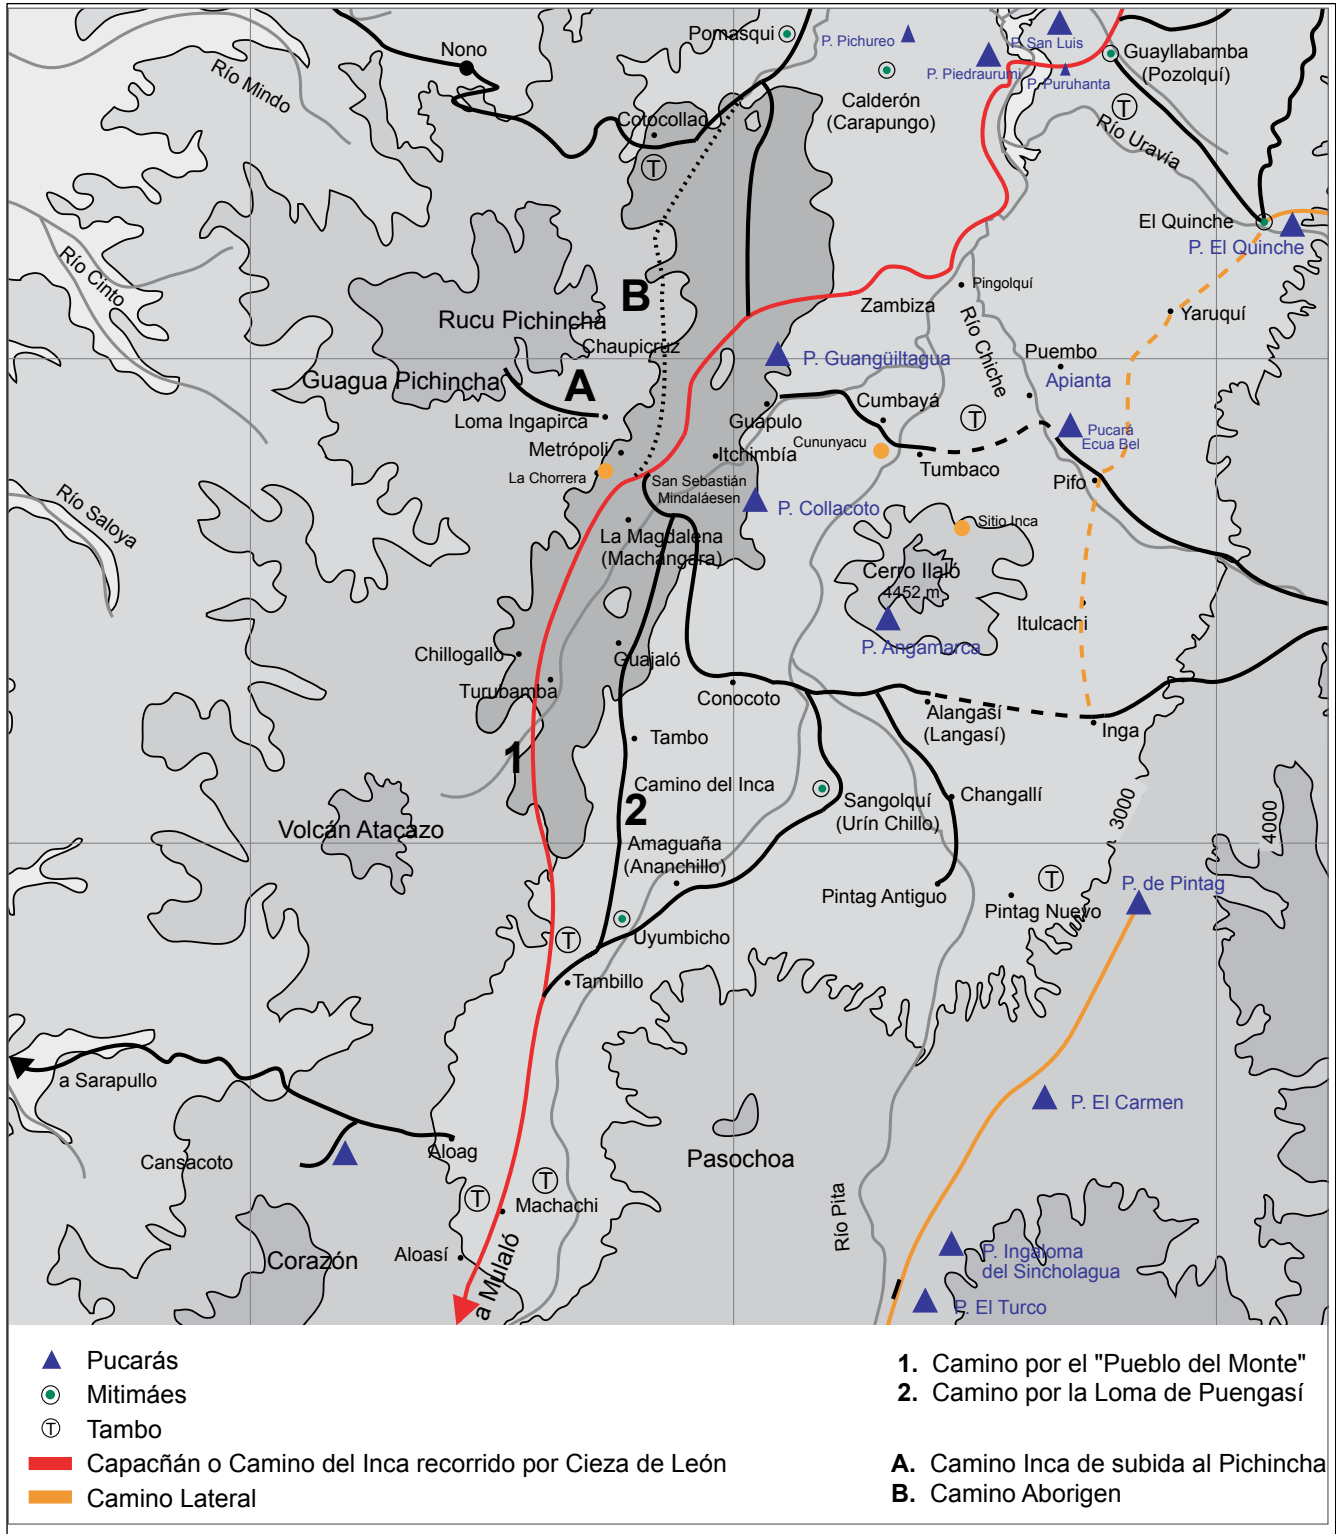 Nono
Pomasqui
P. Pichureo
P. San Luis
Guayllabamba
(Pozolquí)
P. Piedraurumi
P. Puruhanta
Río Mindo
Calderón
(Carapungo)
Cotocollao
T
T
Río Uravía
El Quinche
P. El Quinche
Río Cinto
B
Pingolquí
Zambiza
Yaruquí
Rucu Pichincha
Río Chiche
Chaupicruz
Puembo
P. Guangüiltagua
Guagua Pichincha
A
Apianta
Loma Ingapirca
Guápulo
Cumbayá
T
Pucará
Ecua Bel
Metrópoli
Itchimbía
Cununyacu
Tumbaco
La Chorrera
San Sebastián
Mindaláesen
Pifo
Río Saloya
P. Collacoto
Sitio Inca
La Magdalena
(Machángara)
Cerro Ilaló
4452 m
Itulcachi
Chillogallo
Guajaló
P. Angamarca
Turubamba
Conocoto
Alangasí
(Langasí)
Inga
Tambo
1
Camino del Inca
2
Sangolquí
(Urín Chillo)
Changallí
3000
4000
Volcán Atacazo
Amaguaña
(Ananchillo)
Pintag Antiguo
T
Pintag Nuevo
P. de Pintag
T
Uyumbicho
Tambillo
a Sarapullo
P. El Carmen
Cansacoto
Aloag
Pasochoa
T
T
Machachi
Río Pita
Corazón
Aloasí
a Mulaló
P. Ingaloma
del Sincholagua
P. El Turco
Pucarás
Mitimáes
T Tambo
Capacñán o Camino del Inca recorrido por Cieza de León
Camino Lateral
1. Camino por el "Pueblo del Monte"
2. Camino por la Loma de Puengasí
A. Camino Inca de subida al Pichincha
B. Camino Aborigen